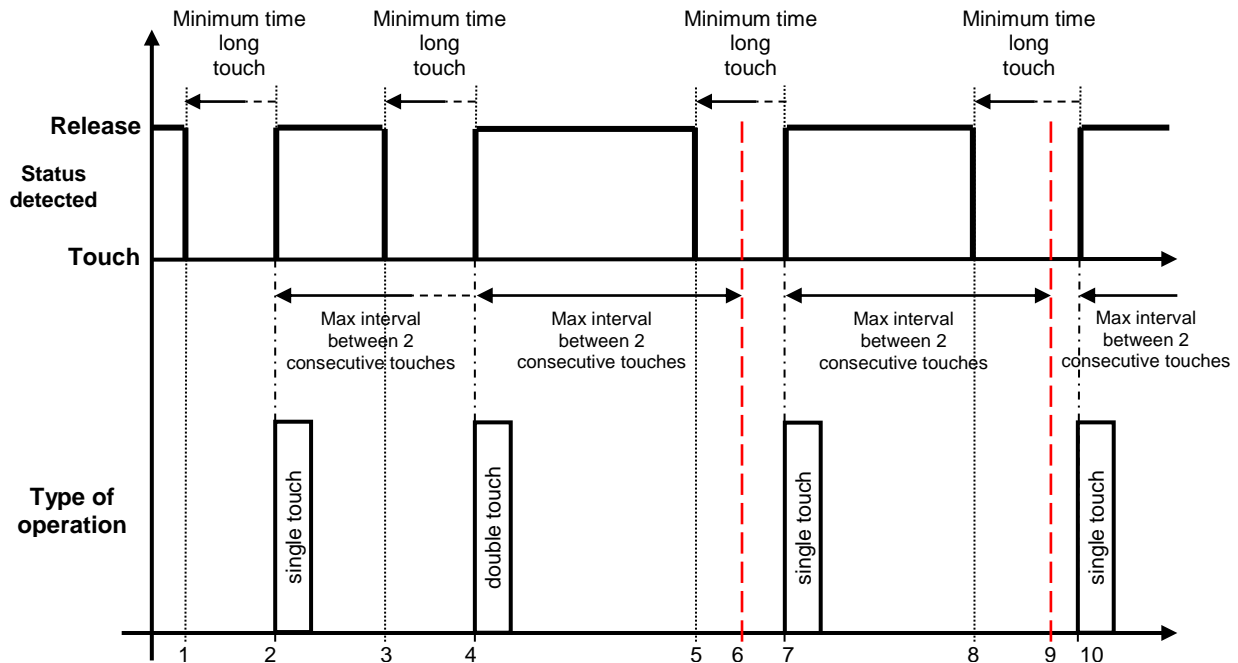 Minimum time
long
touch
Minimum time
long
touch
Minimum time
long
touch
Minimum time
long
touch
Release
Status
detected
Touch
Max interval
between 2
consecutive touches
Max interval
between 2
consecutive touches
Max interval
between 2
consecutive touches
Max interval
between 2
consecutive touches
Type of
operation
single touch
double touch
single touch
single touch
1 2 3 4 5 6 7 8 9 10